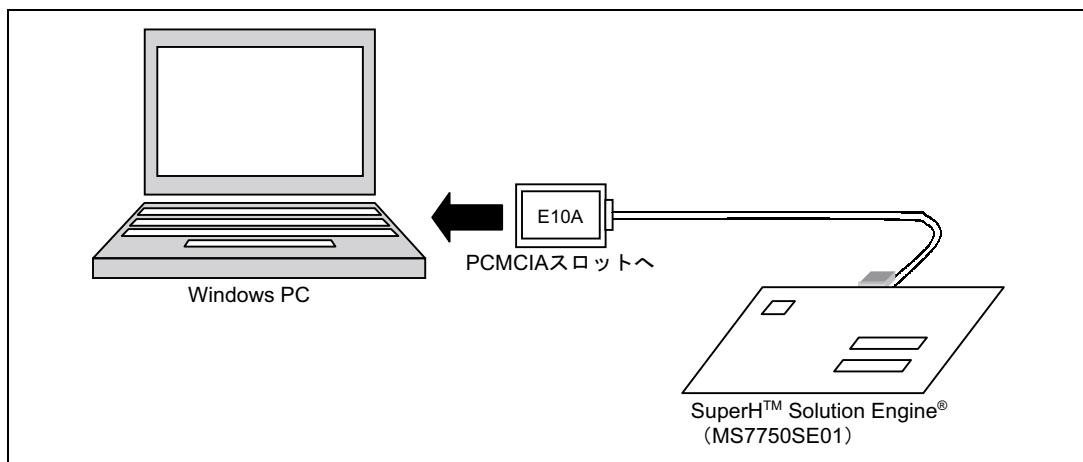 E10A
PCMCIAスロットへ
Windows PC
SuperH™ Solution Engine®
（MS7750SE01）